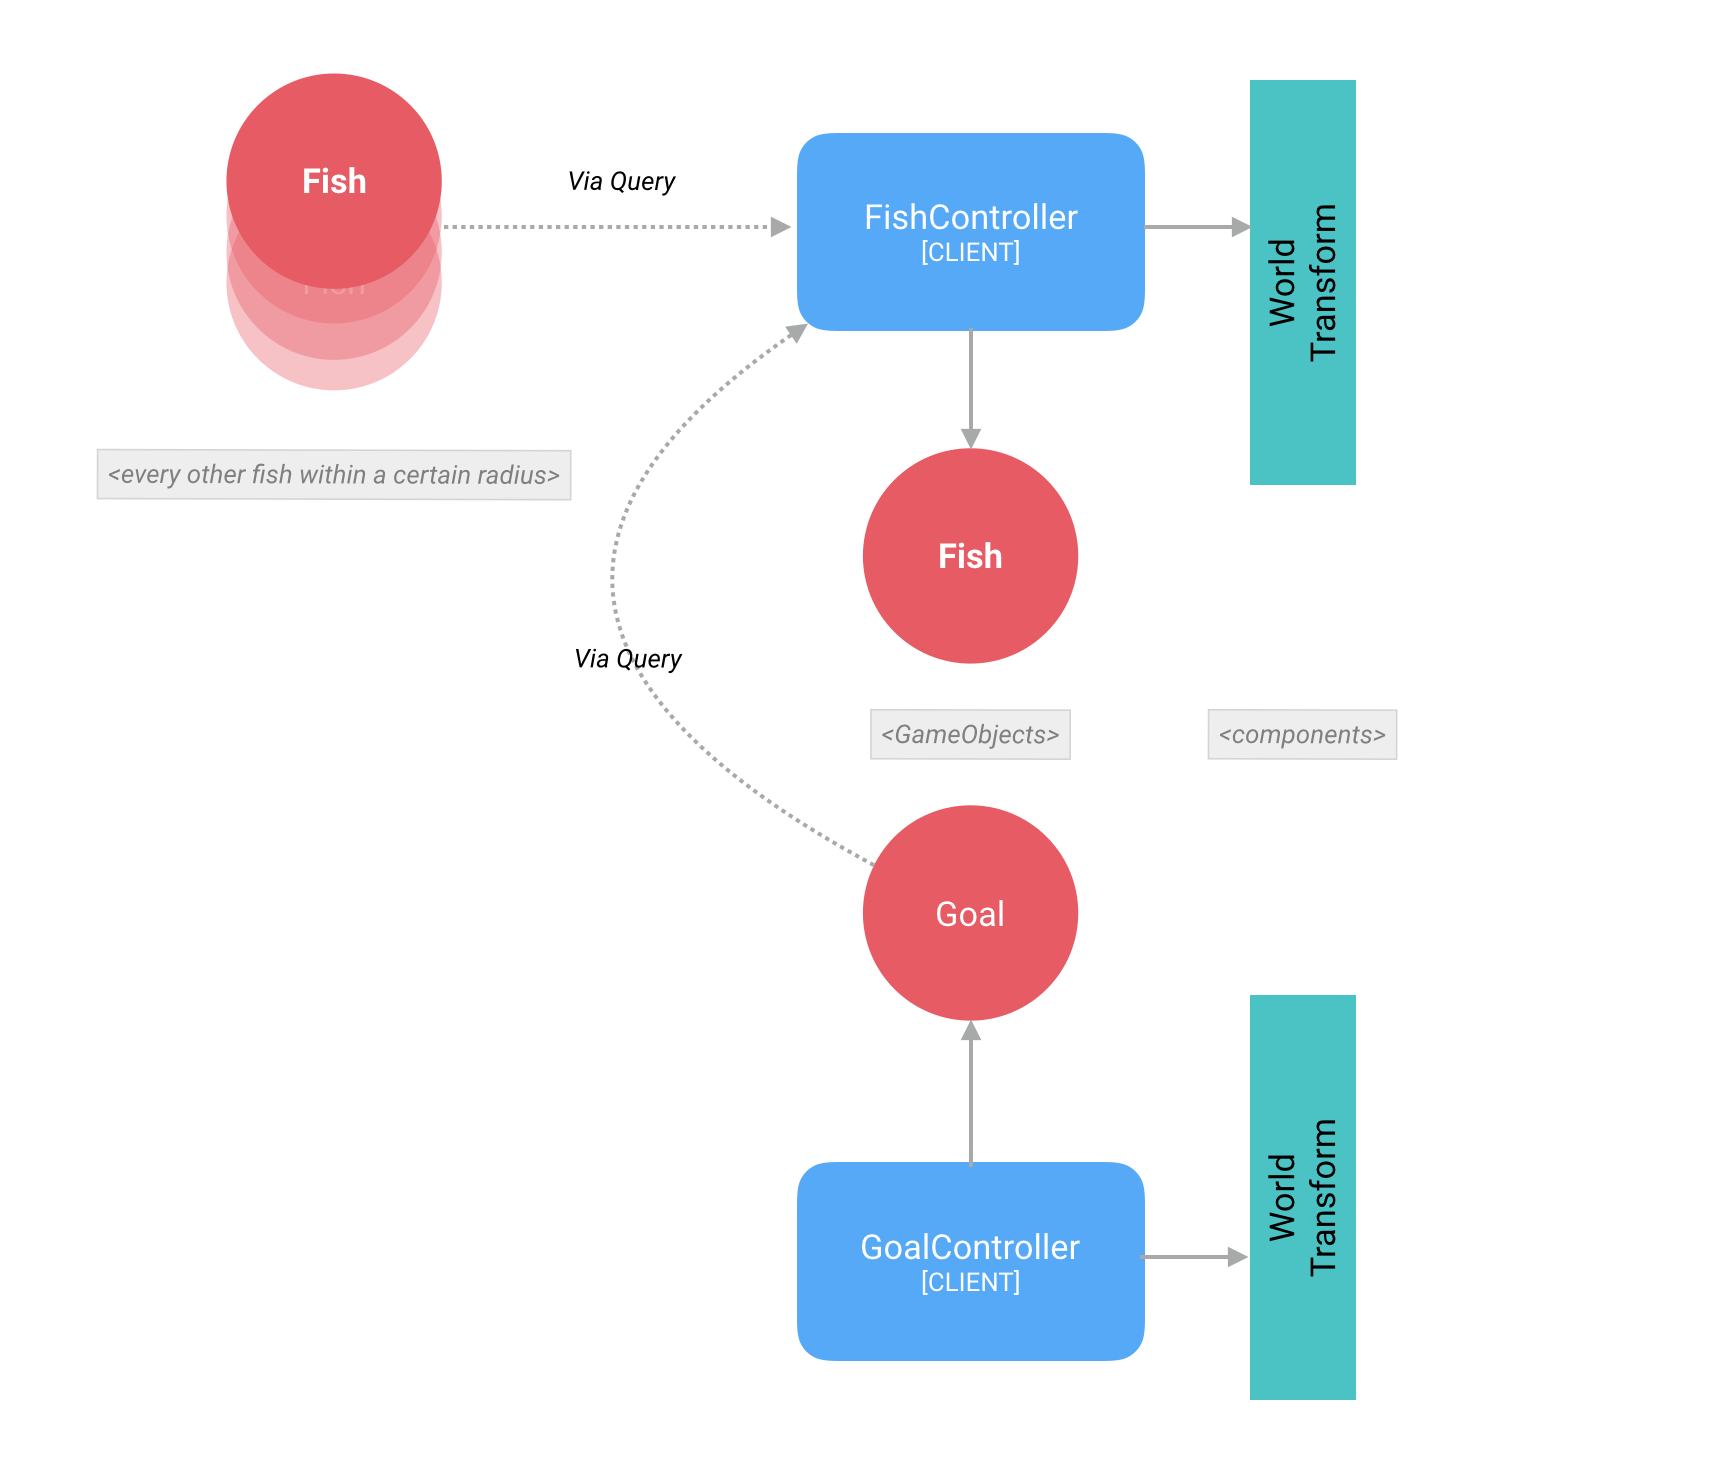 Fish
Fish
Via Query
FishController
[CLIENT]
World
Transform
<every other fish within a certain radius>
Fish
Via Query
<GameObjects>
<components>
Goal
GoalController
[CLIENT]
World
Transform